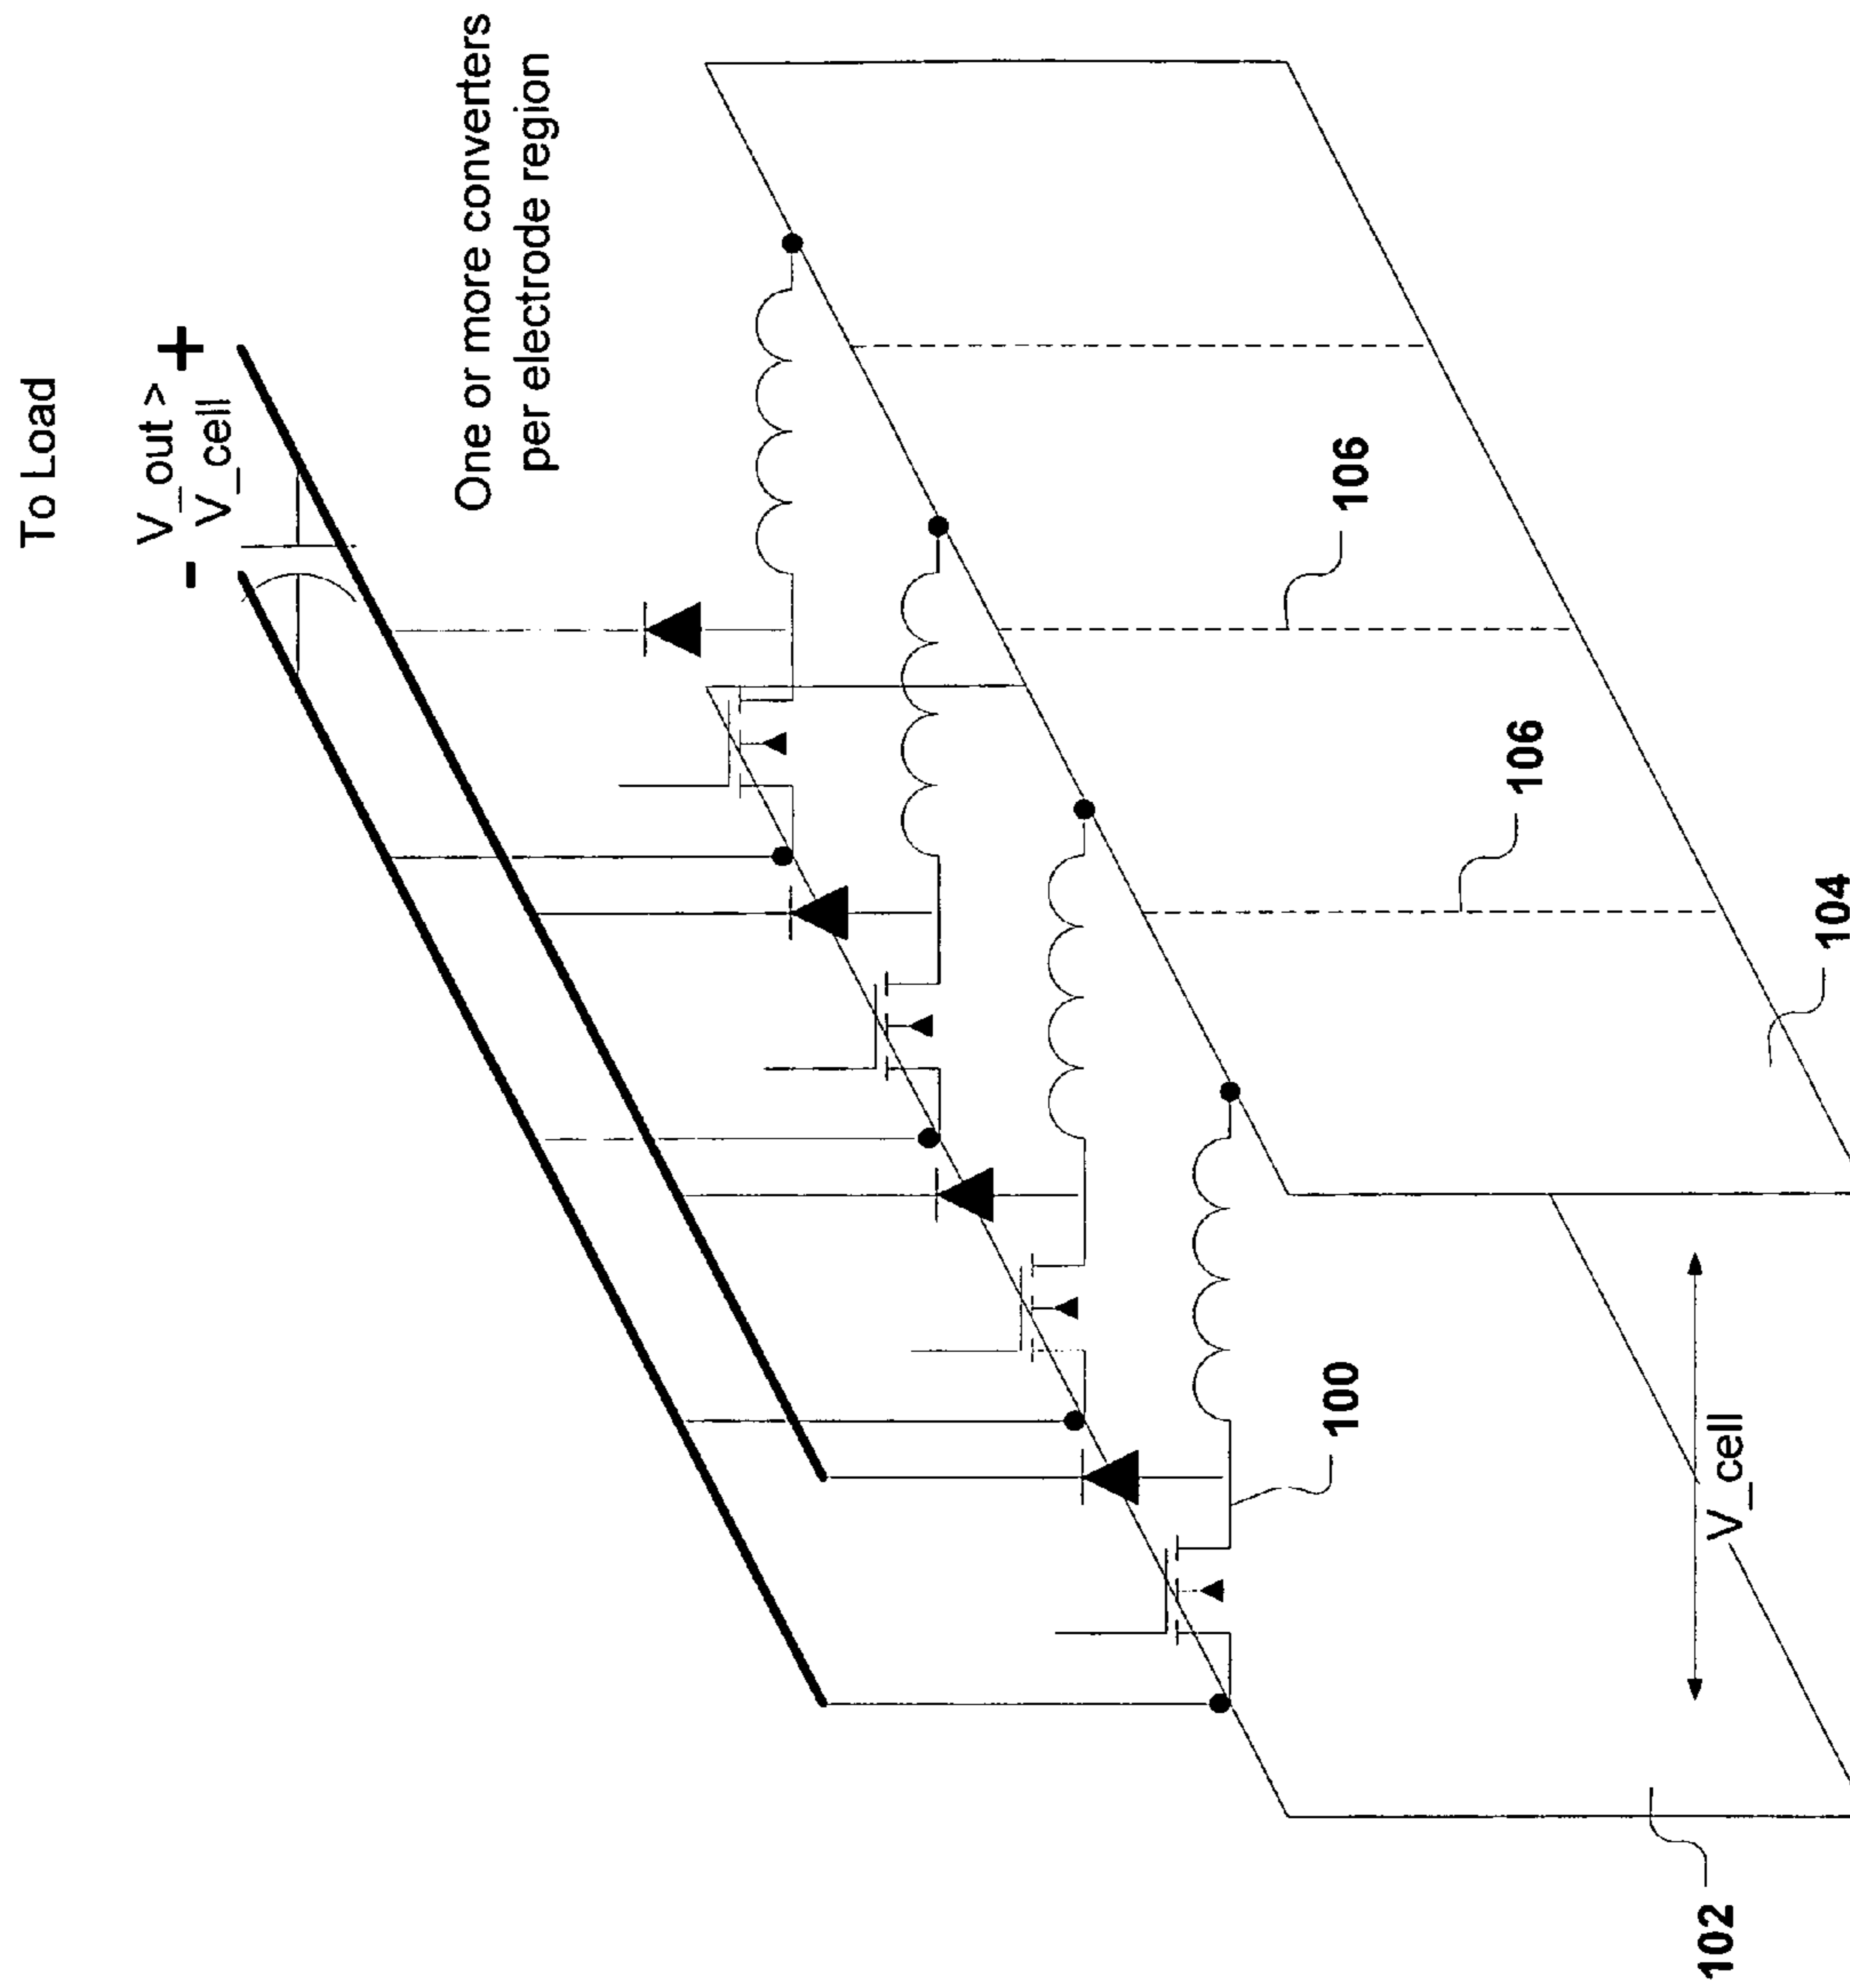 To Load
V_out >
- +
V_cell
One or more converters
per electrode region
106
106
104
100
V_cell
102